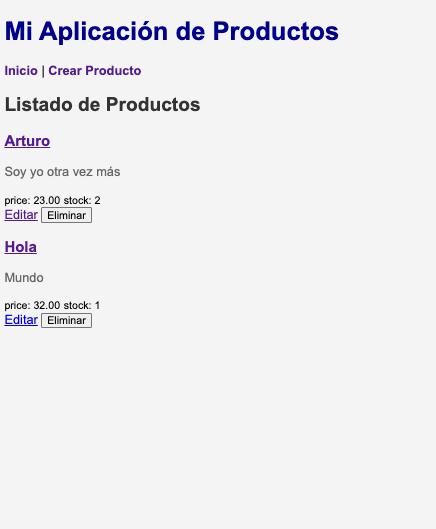 Mi Aplicación de Productos
Inicio | Crear Producto
Listado de Productos
Arturo
Soy yo otra vez más
price: 23.00 stock: 2
Editar Eliminar
Hola
Mundo
price: 32.00 stock: 1
Editar Eliminar